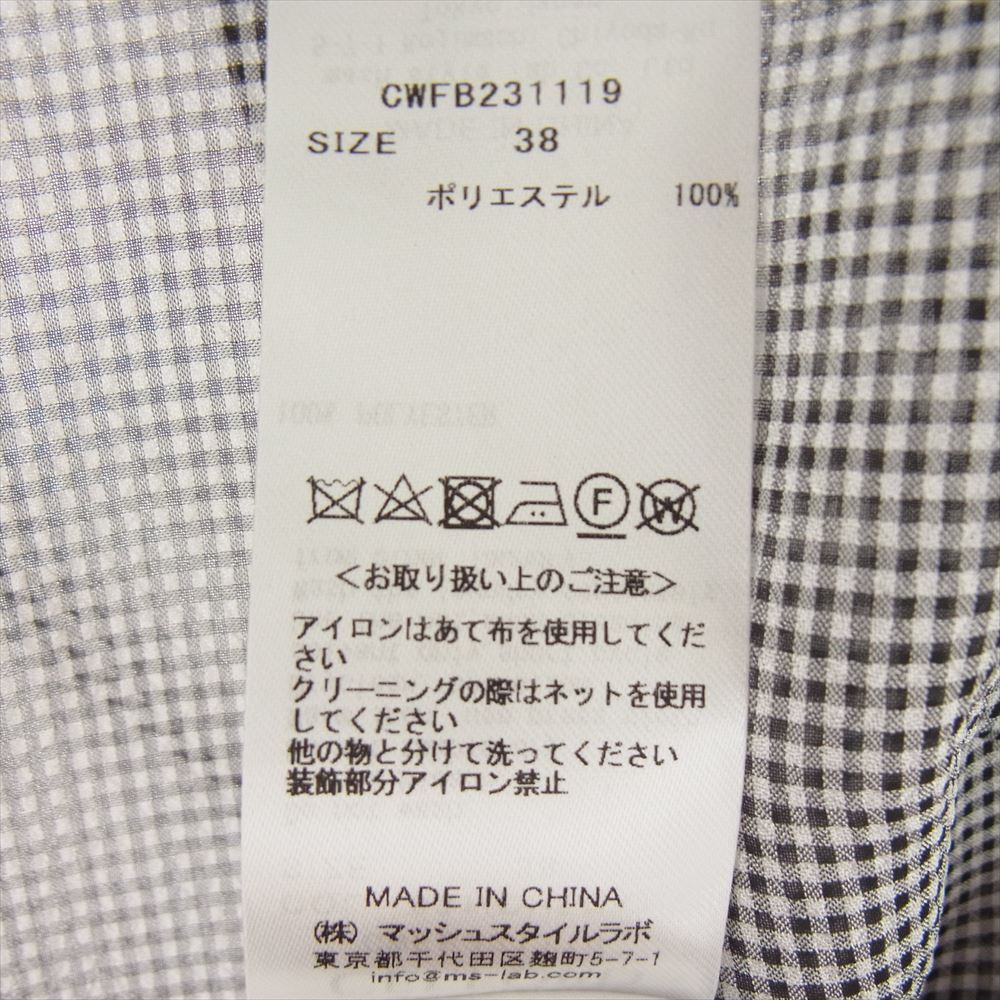 CWFB231119
SIZE 38
ポリエステル 100%
100% POLYESTER
F W
<お取り扱い上のご注意>
アイロンはあて布を使用してくだ
さい
クリーニングの際はネットを使用
してください
他の物と分けて洗ってください
装飾部分アイロン禁止
MADE IN CHINA
(株) マッシュスタイルラボ
東京都千代田区麹町5-7-1
info@ms-lab.com